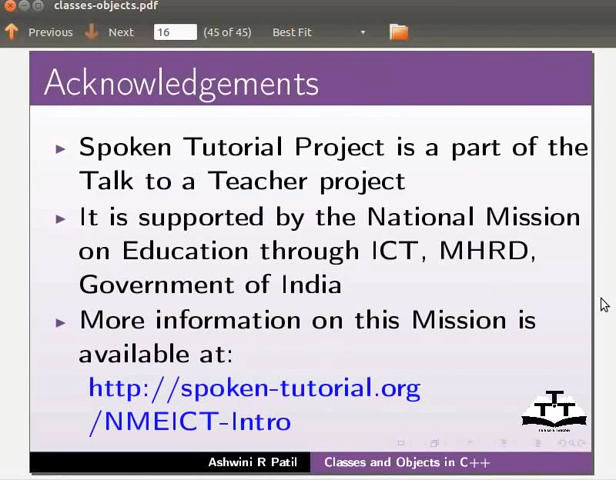 classes-objects.pdf
Previous Next 16 (45 of 45) Best Fit
Acknowledgements
Spoken Tutorial Project is a part of the
Talk to a Teacher project
It is supported by the National Mission
on Education through ICT, MHRD,
Government of India
More information on this Mission is
available at:
http://spoken-tutorial.org
/NMEICT-Intro
Ashwini R Patil Classes and Objects in C++